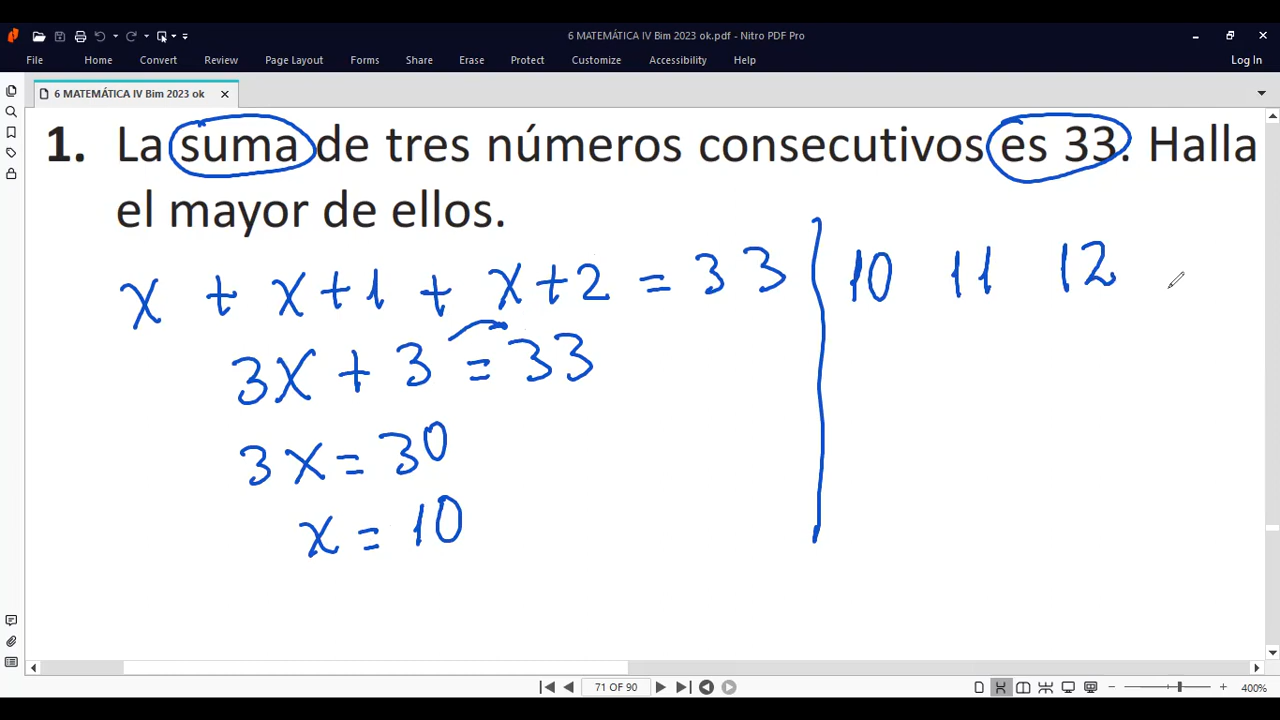 6 MATEMÁTICA IV Bim 2023 ok.pdf - Nitro PDF Pro
File Home Convert Review Page Layout Forms Share Erase Protect Customize Accessibility Help Log In
6 MATEMÁTICA IV Bim 2023 ok
1. La suma de tres números consecutivos es 33. Halla
el mayor de ellos.
x + x+1 + x+2 = 33
10 11 12
3x + 3 = 33
3x = 30
x = 10
71 OF 90
400%